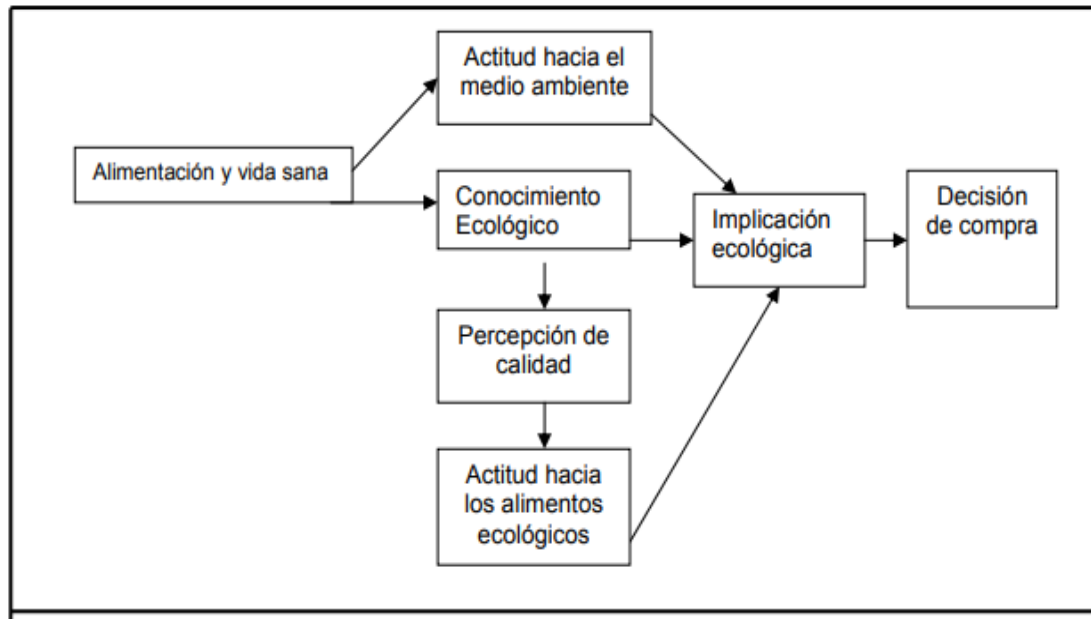 Actitud hacia el
medio ambiente
Alimentación y vida sana
Conocimiento
Ecológico
Implicación
ecológica
Decisión
de compra
Percepción de
calidad
Actitud hacia
los alimentos
ecológicos